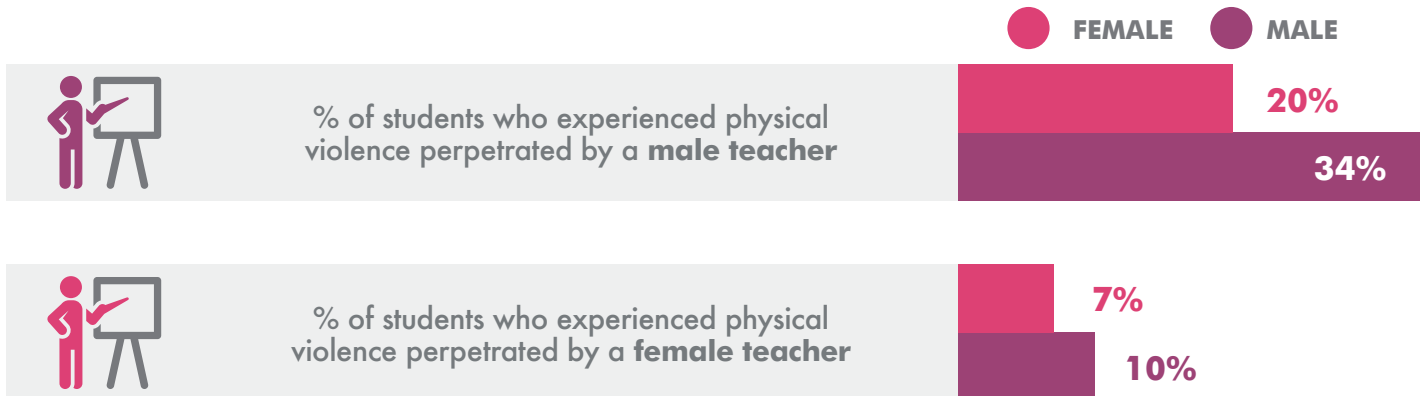 FEMALE MALE
% of students who experienced physical
violence perpetrated by a male teacher
20%
34%
% of students who experienced physical
violence perpetrated by a female teacher
7%
10%